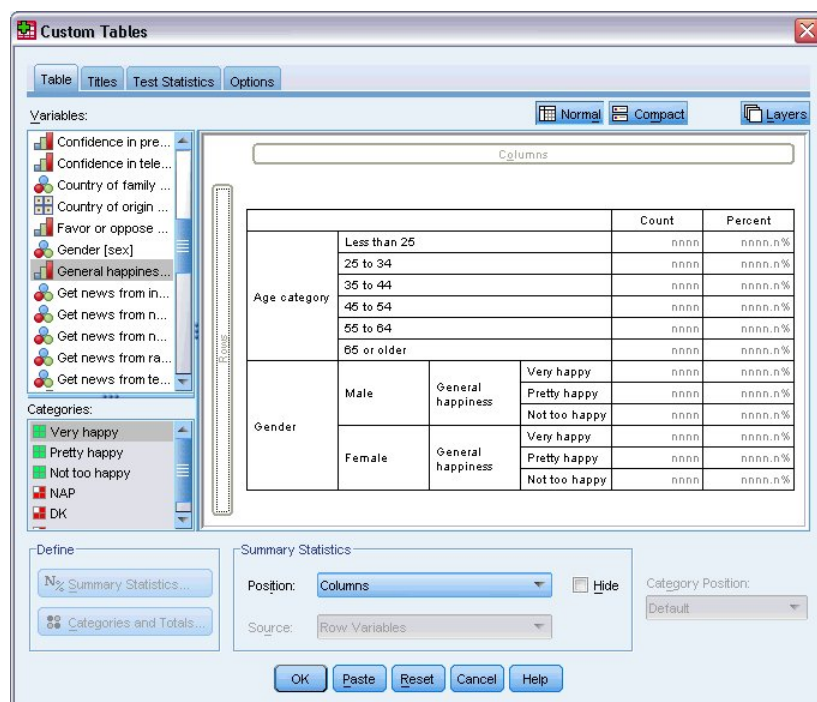 Custom Tables
Table Titles Test Statistics Options
Variables:
Normal Compact Layers
Confidence in pre...
Confidence in tele...
Country of family ...
Country of origin ...
Favor or oppose ...
Gender [sex]
General happines...
Get news from in...
Get news from n...
Get news from n...
Get news from ra...
Get news from te...
Categories:
Very happy
Pretty happy
Not too happy
NAP
DK
Columns
Rows
Count Percent
Age category
Less than 25 nnnn nnnn.n%
25 to 34 nnnn nnnn.n%
35 to 44 nnnn nnnn.n%
45 to 54 nnnn nnnn.n%
55 to 64 nnnn nnnn.n%
65 or older nnnn nnnn.n%
Gender
Male
General
happiness
Very happy nnnn nnnn.n%
Pretty happy nnnn nnnn.n%
Not too happy nnnn nnnn.n%
Female
General
happiness
Very happy nnnn nnnn.n%
Pretty happy nnnn nnnn.n%
Not too happy nnnn nnnn.n%
Define
N% Summary Statistics...
Categories and Totals...
Summary Statistics
Position: Columns Hide
Source: Row Variables
Category Position:
Default
OK Paste Reset Cancel Help